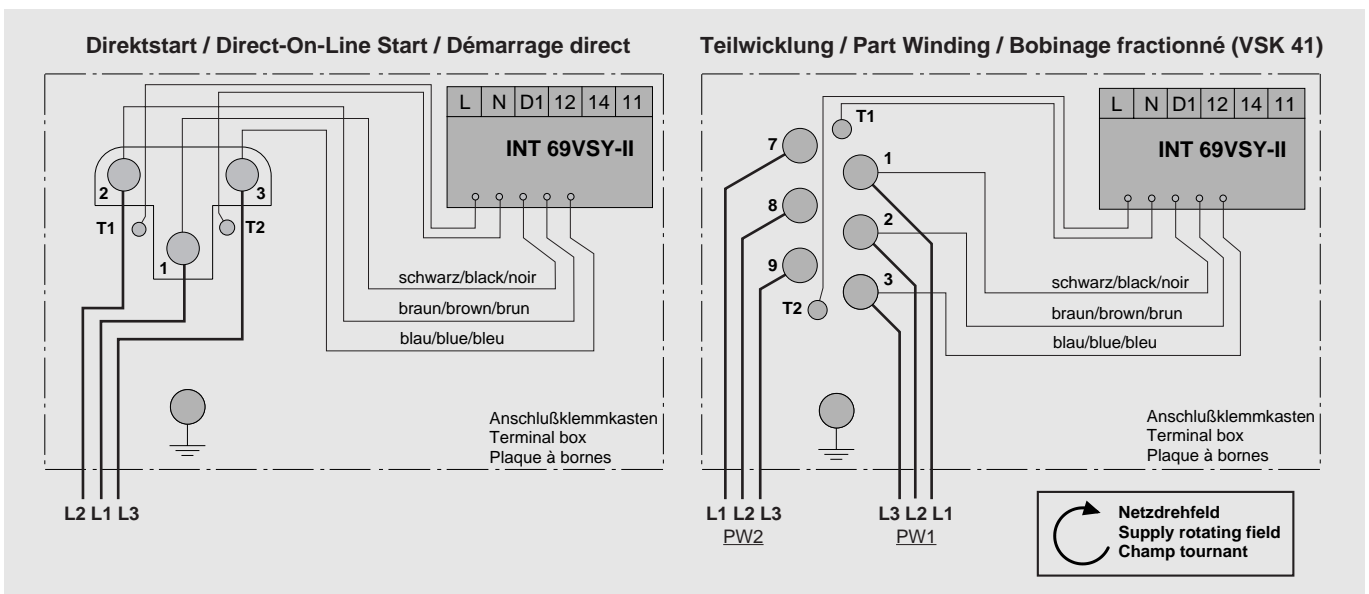 Direktstart / Direct-On-Line Start / Démarrage direct
L N D1 12 14 11
INT 69VSY-II
2
3
T1
T2
1
schwarz/black/noir
braun/brown/brun
blau/blue/bleu
Anschlußklemmkasten
Terminal box
Plaque à bornes
L2 L1 L3
Teilwicklung / Part Winding / Bobinage fractionné (VSK 41)
L N D1 12 14 11
INT 69VSY-II
T1
7
1
8
2
9
3
T2
schwarz/black/noir
braun/brown/brun
blau/blue/bleu
Anschlußklemmkasten
Terminal box
Plaque à bornes
L1 L2 L3
PW2
L3 L2 L1
PW1
Netzdrehfeld
Supply rotating field
Champ tournant